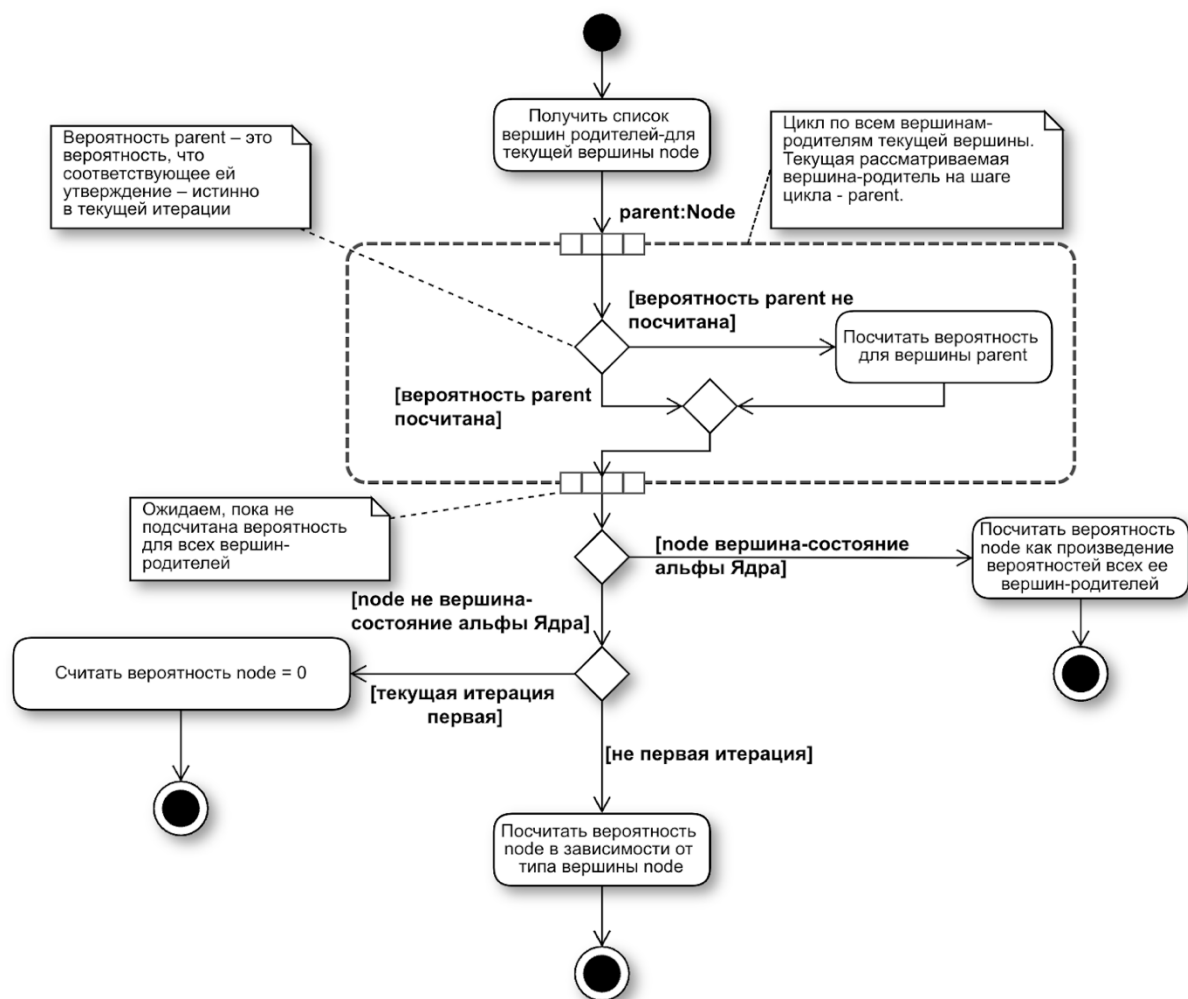 Получить список
вершин родителей-для
текущей вершины node
Вероятность parent – это
вероятность, что
соответствующее ей
утверждение – истинно
в текущей итерации
Цикл по всем вершинам-
родителям текущей вершины.
Текущая рассматриваемая
вершина-родитель на шаге
цикла - parent.
parent:Node
[вероятность parent не
посчитана]
Посчитать вероятность
для вершины parent
[вероятность parent
посчитана]
Ожидаем, пока не
подсчитана вероятность
для всех вершин-
родителей
[node вершина-состояние
альфы Ядра]
Посчитать вероятность
node как произведение
вероятностей всех ее
вершин-родителей
[node не вершина-
состояние альфы Ядра]
Считать вероятность node = 0
[текущая итерация
первая]
[не первая итерация]
Посчитать вероятность
node в зависимости от
типа вершины node